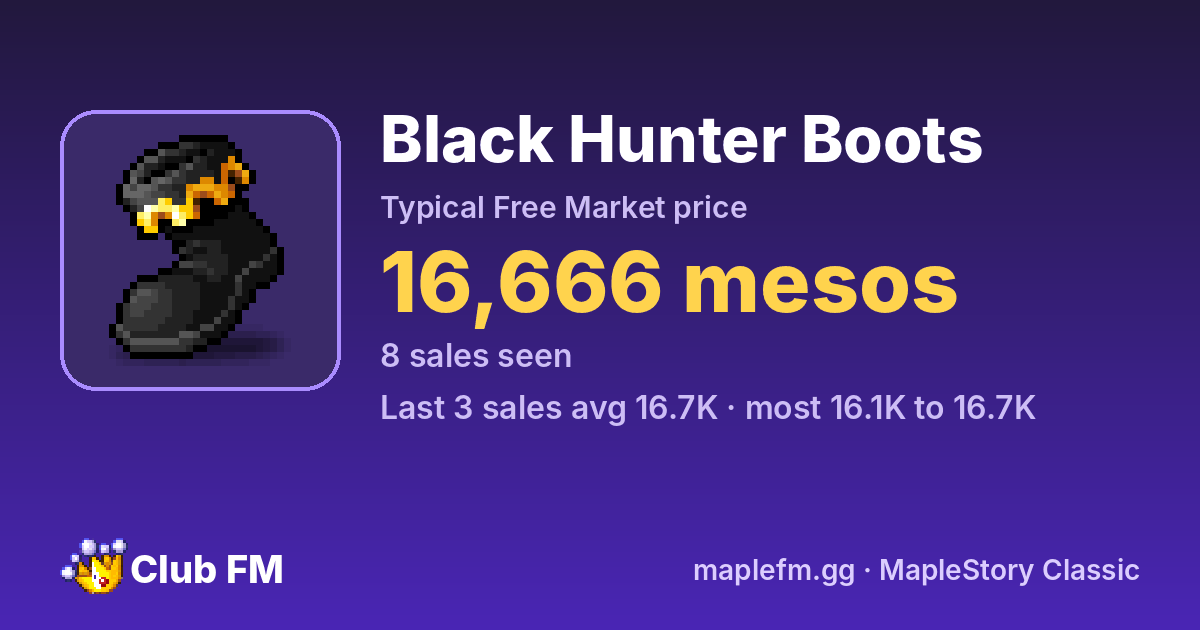 Black Hunter Boots
Typical Free Market price
16,666 mesos
8 sales seen
Last 3 sales avg 16.7K · most 16.1K to 16.7K
Club FM
maplefm.gg · MapleStory Classic